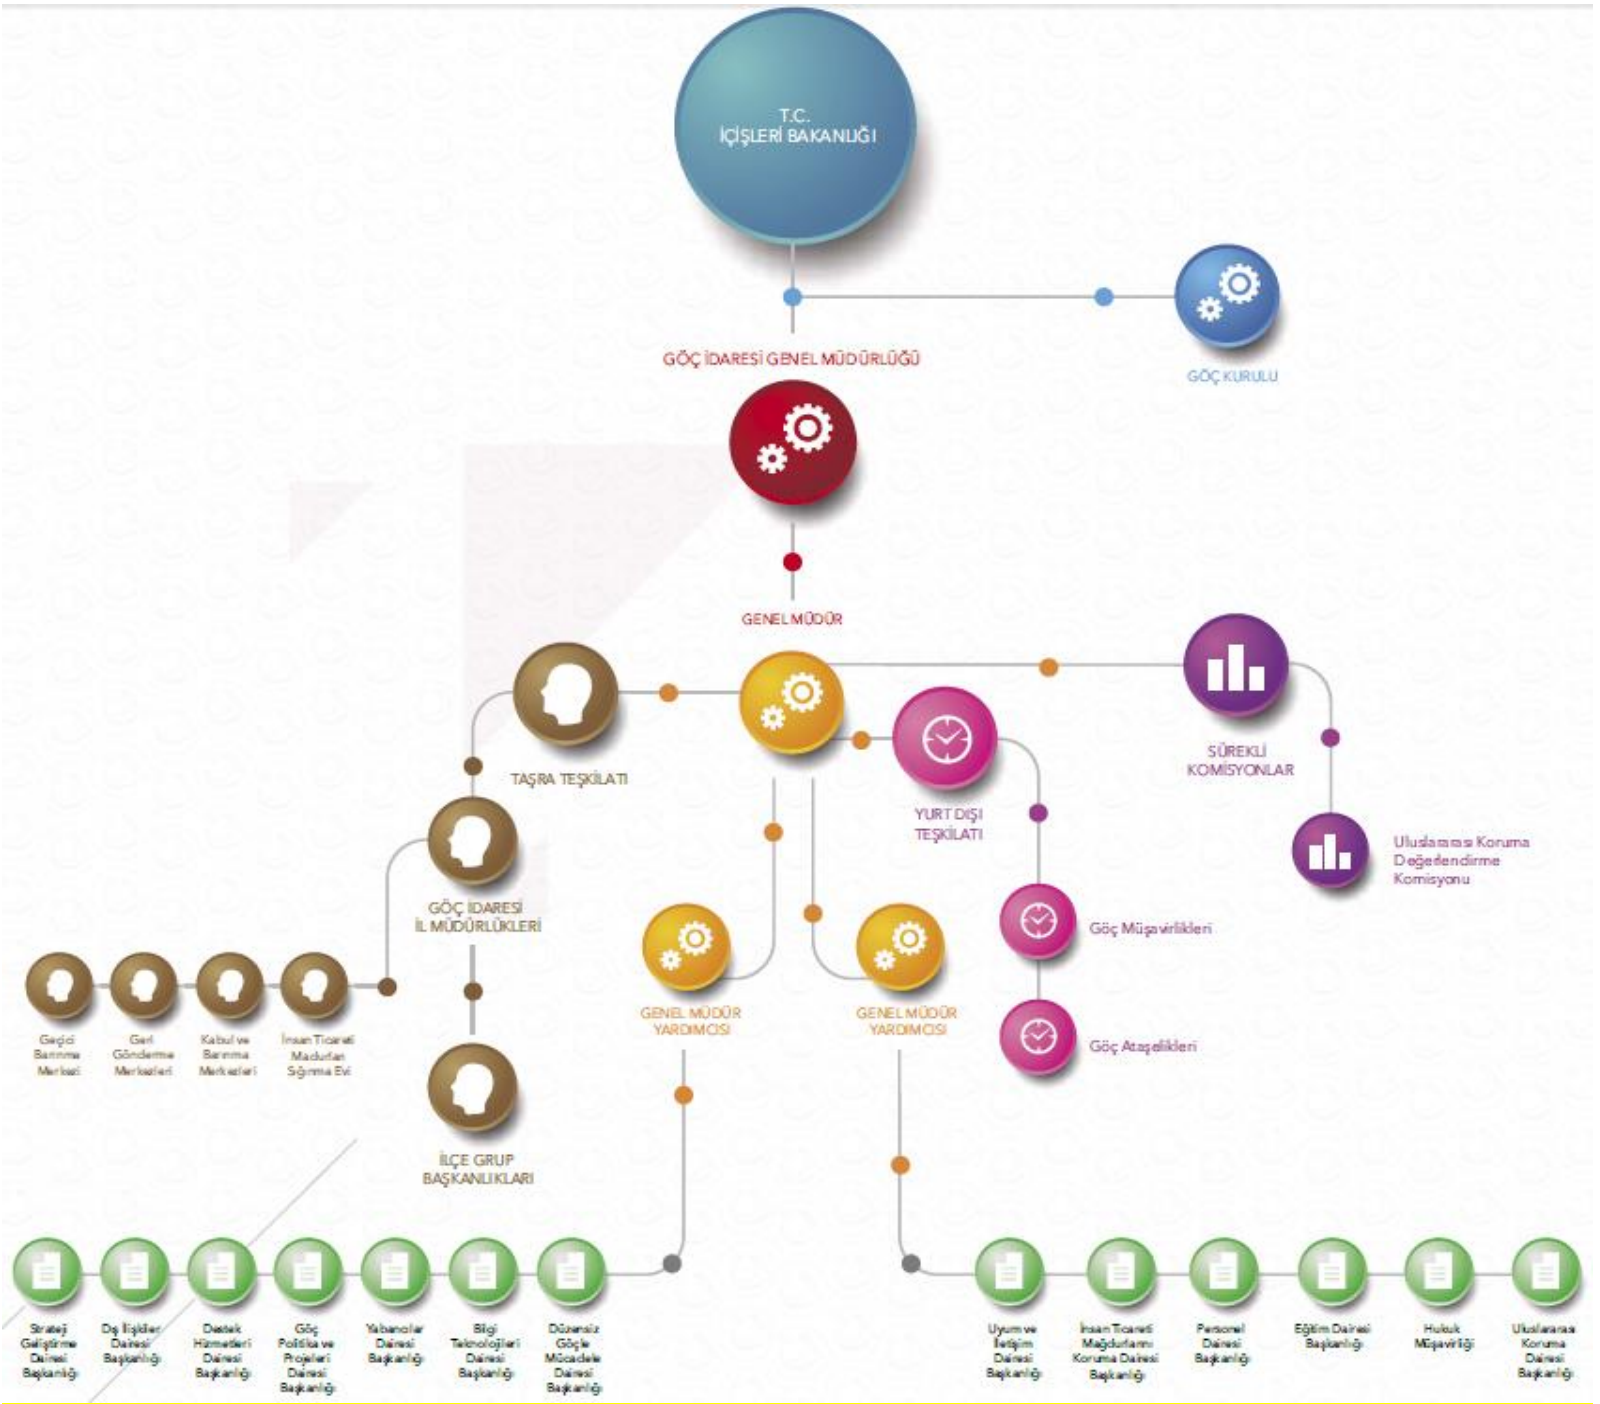 T.C.
İÇİŞLERİ BAKANLIĞI
GÖÇ İDARESİ GENEL MÜDÜRLÜĞÜ
GÖÇ KURULU
GENEL MÜDÜR
TAŞRA TEŞKİLATI
SÜREKLİ
KOMİSYONLAR
YURT DIŞI
TEŞKİLATI
Uluslararası Koruma
Değerlendirme
Komisyonu
GÖÇ İDARESİ
İL MÜDÜRLÜKLERİ
Göç Müşavirlikleri
GENEL MÜDÜR
YARDIMCISI
GENEL MÜDÜR
YARDIMCISI
Göç Ataşelikleri
Geçici
Barınma
Merkezi
Geri
Gönderme
Merkezleri
Kabul ve
Barınma
Merkezleri
İnsan Ticareti
Madurları
Sığınma Evi
İLÇE GRUP
BAŞKANLIKLARI
Strateji
Geliştirme
Dairesi
Başkanlığı
Dış İlişkiler
Dairesi
Başkanlığı
Destek
Hizmetleri
Dairesi
Başkanlığı
Göç
Politika ve
Projeleri
Dairesi
Başkanlığı
Yabancılar
Dairesi
Başkanlığı
Bilgi
Teknolojileri
Dairesi
Başkanlığı
Düzensiz
Göçle
Mücadele
Dairesi
Başkanlığı
Uyum ve
İletişim
Dairesi
Başkanlığı
İnsan Ticareti
Mağdurlarını
Koruma Dairesi
Başkanlığı
Personel
Dairesi
Başkanlığı
Eğitim Dairesi
Başkanlığı
Hukuk
Müşavirliği
Uluslararası
Koruma
Dairesi
Başkanlığı